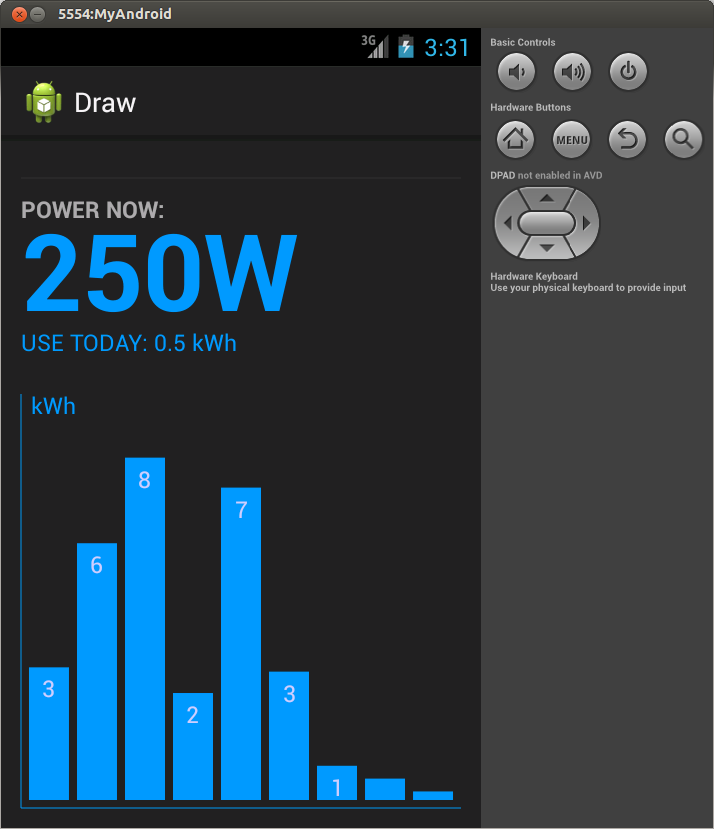 5554:MyAndroid
3G 3:31
Draw
POWER NOW:
250W
USE TODAY: 0.5 kWh
kWh
3
6
8
2
7
3
1
Basic Controls
Hardware Buttons
MENU
DPAD not enabled in AVD
Hardware Keyboard
Use your physical keyboard to provide input